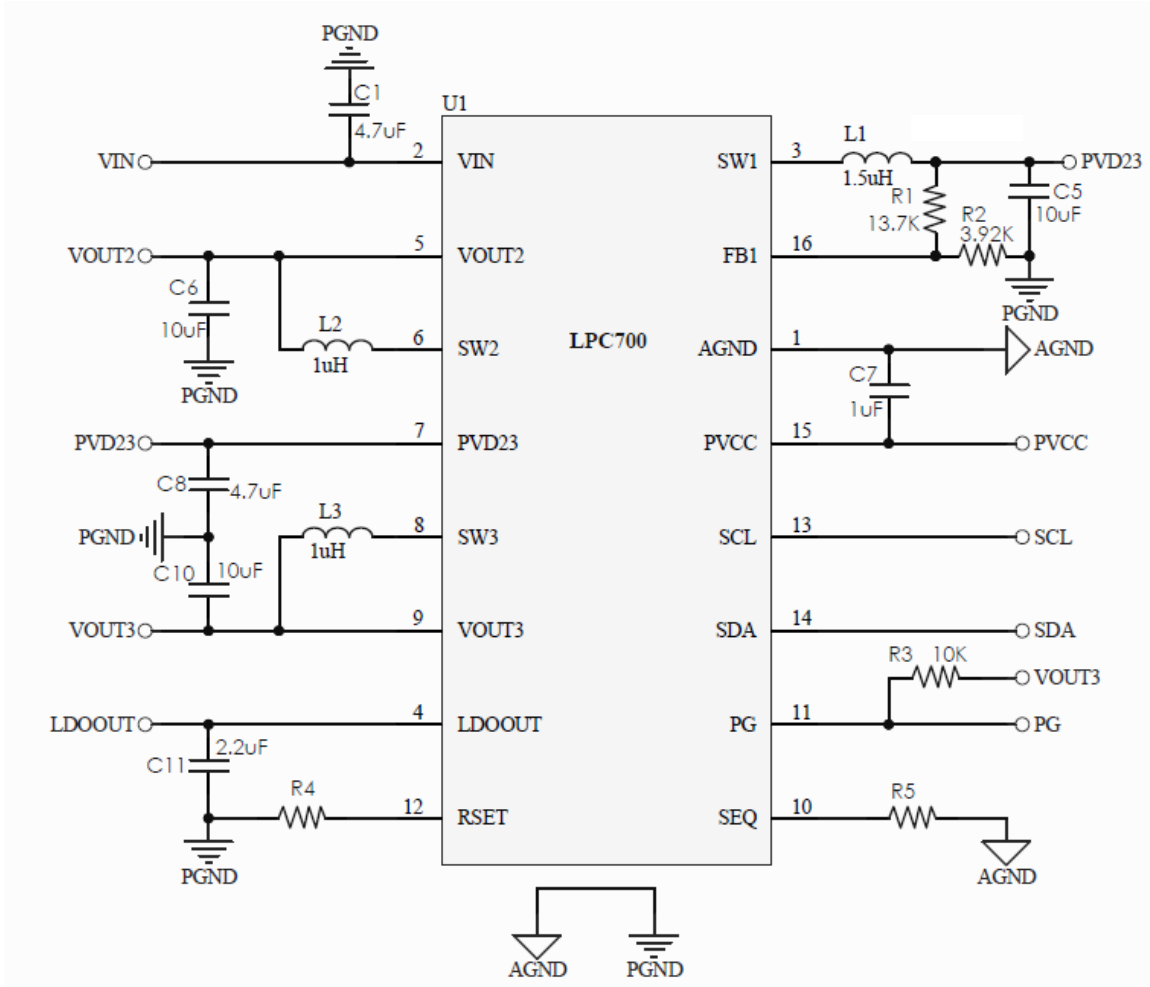 PGND
C1
4.7uF
U1
VIN
2
VIN
SW1
3
L1
1.5uH
PVD23
R1
13.7K
R2
3.92K
C5
10uF
PGND
VOUT2
5
VOUT2
FB1
16
C6
10uF
PGND
L2
1uH
6
SW2
LPC700
AGND
1
AGND
C7
1uF
PVD23
7
PVD23
PVCC
15
PVCC
C8
4.7uF
PGND
L3
1uH
8
SW3
SCL
13
SCL
C10
10uF
VOUT3
9
VOUT3
SDA
14
SDA
R3
10K
VOUT3
LDOOUT
4
LDOOUT
PG
11
PG
C11
2.2uF
R4
12
RSET
SEQ
10
R5
PGND
AGND
AGND
PGND